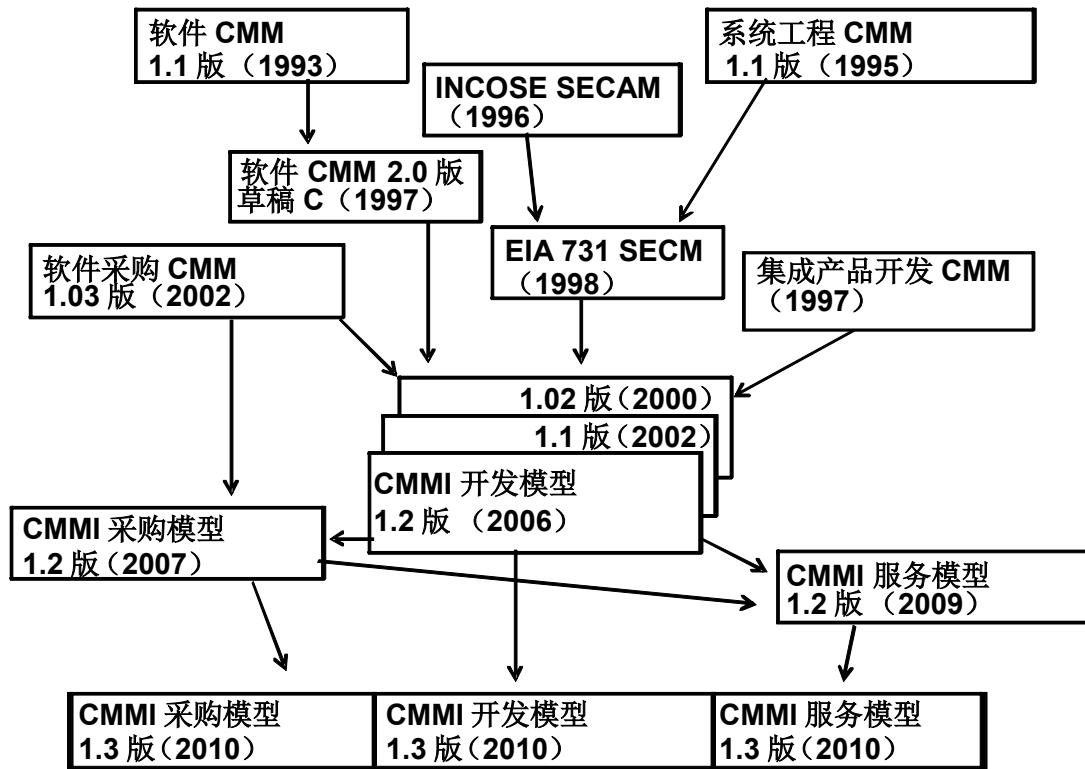 软件 CMM
1.1 版（1993）
系统工程 CMM
1.1 版（1995）
INCOSE SECAM
（1996）
软件 CMM 2.0 版
草稿 C（1997）
EIA 731 SECM
（1998）
软件采购 CMM
1.03 版（2002）
集成产品开发 CMM
（1997）
1.02 版（2000）
1.1 版（2002）
CMMI 开发模型
1.2 版 （2006）
CMMI 采购模型
1.2 版（2007）
CMMI 服务模型
1.2 版 （2009）
CMMI 采购模型
1.3 版（2010）
CMMI 开发模型
1.3 版（2010）
CMMI 服务模型
1.3 版（2010）